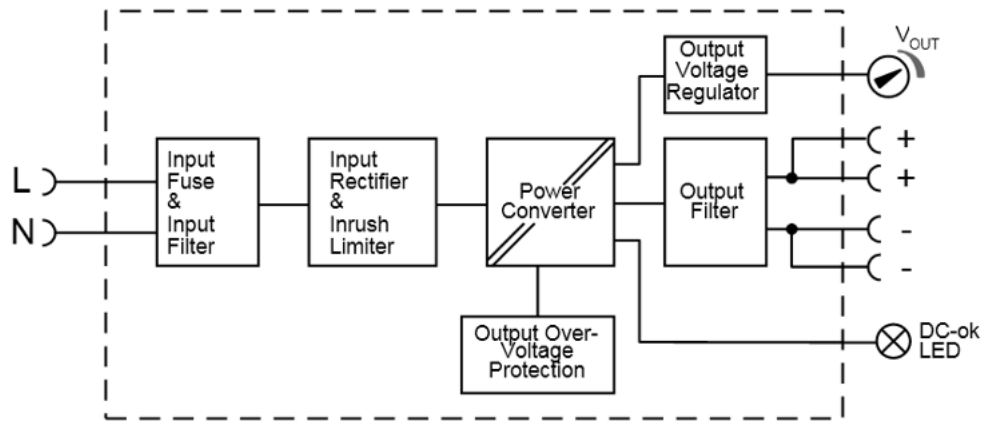 V OUT
Output
Voltage
Regulator
L
N
Input
Fuse
&
Input
Filter
Input
Rectifier
&
Inrush
Limiter
Power
Converter
Output
Filter
+
+
-
-
Output Over-
Voltage
Protection
DC-ok
LED